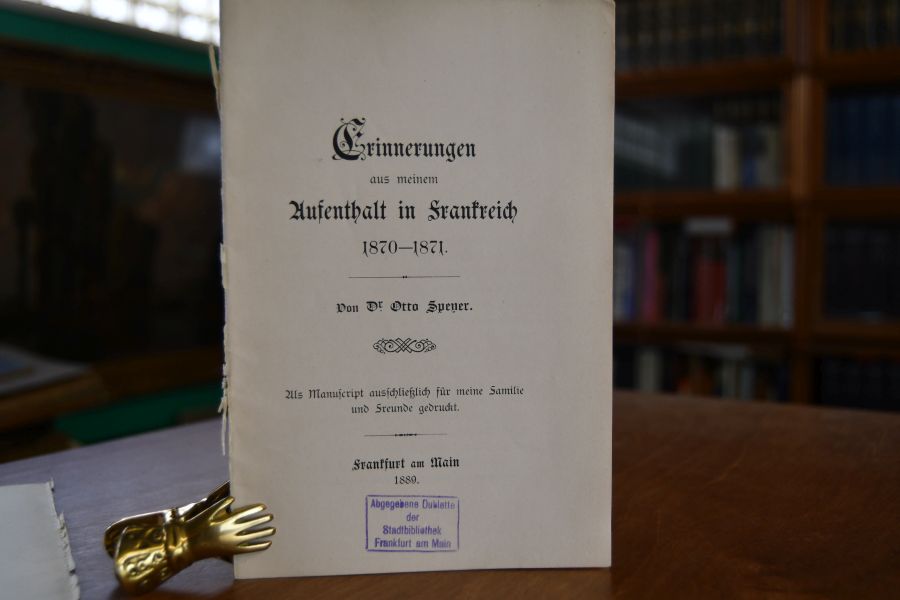 Erinnerungen
aus meinem
Aufenthalt in Frankreich
1870—1871.
Von Dr Otto Speyer.
Als Manuscript ausschließlich für meine Familie
und Freunde gedruckt.
Frankfurt am Main
1889.
Abgegebene Dublette
der
Stadtbibliothek
Frankfurt am Main